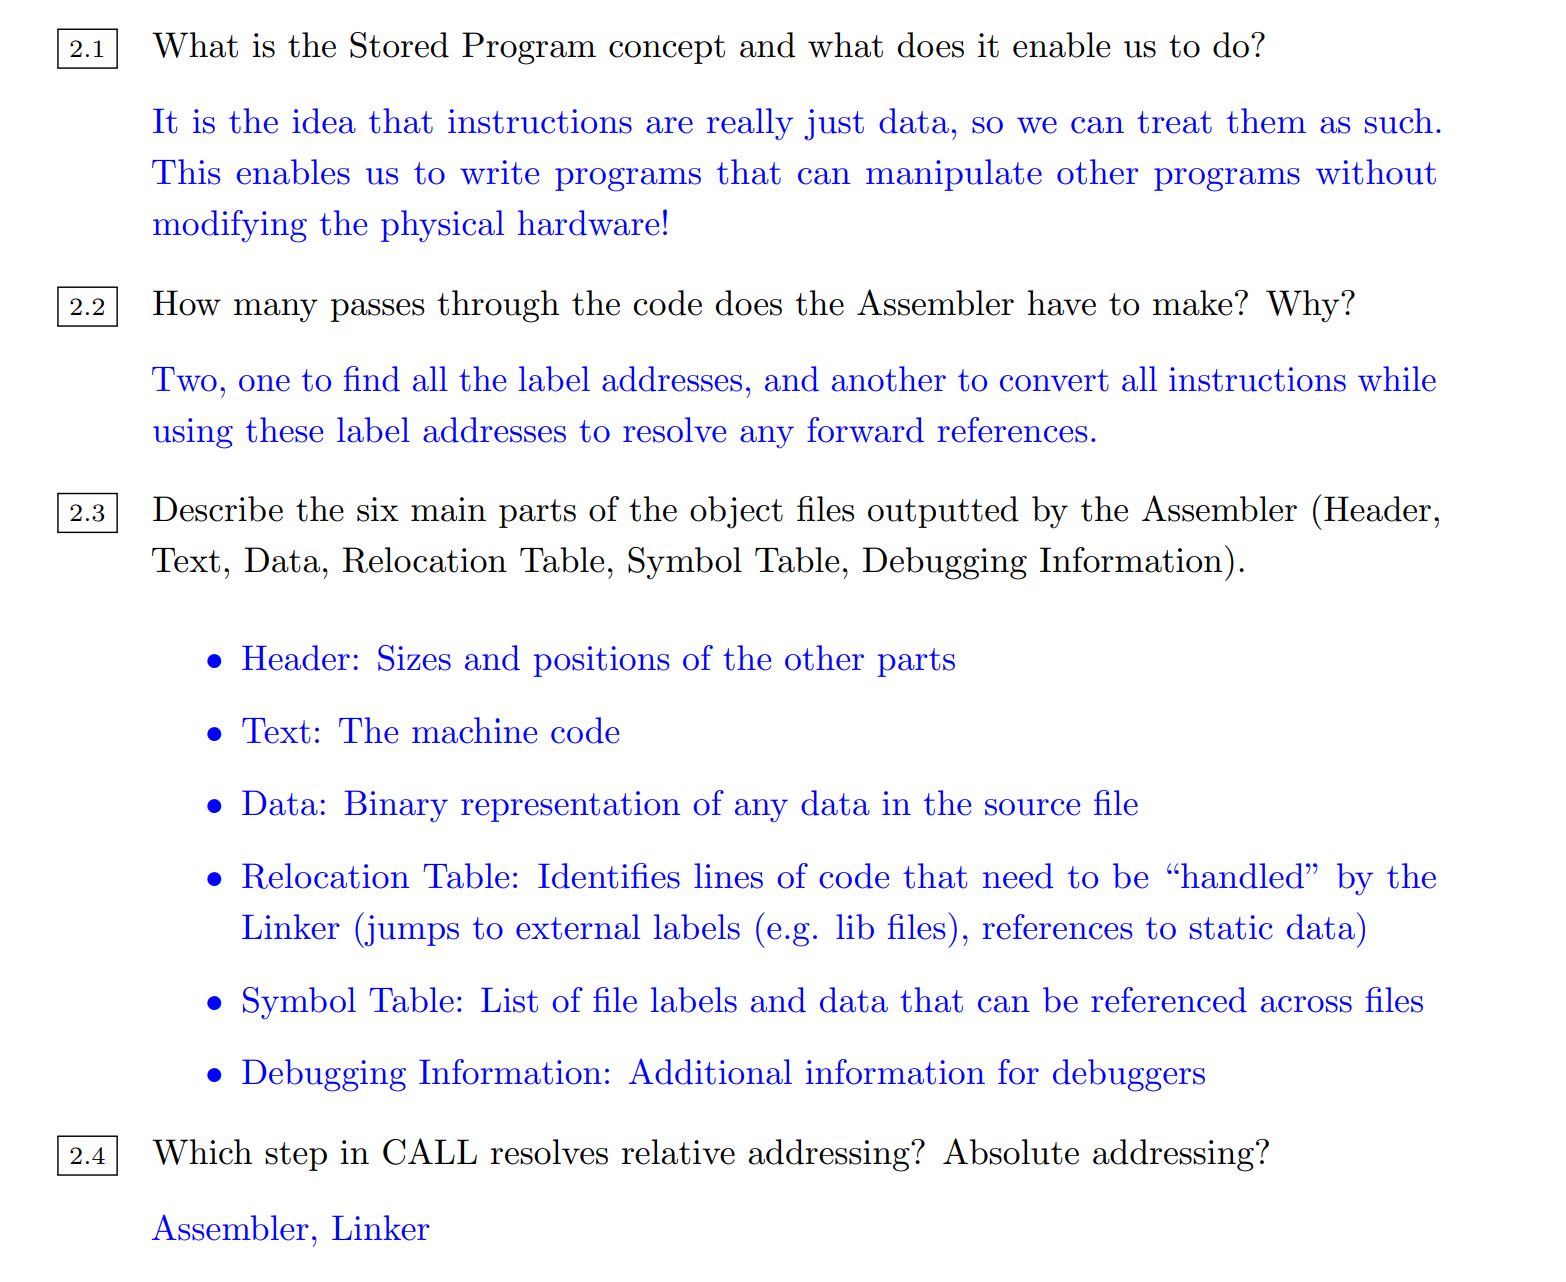 2.1 What is the Stored Program concept and what does it enable us to do?
It is the idea that instructions are really just data, so we can treat them as such.
This enables us to write programs that can manipulate other programs without
modifying the physical hardware!
2.2 How many passes through the code does the Assembler have to make? Why?
Two, one to find all the label addresses, and another to convert all instructions while
using these label addresses to resolve any forward references.
2.3 Describe the six main parts of the object files outputted by the Assembler (Header,
Text, Data, Relocation Table, Symbol Table, Debugging Information).
• Header: Sizes and positions of the other parts
• Text: The machine code
• Data: Binary representation of any data in the source file
• Relocation Table: Identifies lines of code that need to be “handled” by the
Linker (jumps to external labels (e.g. lib files), references to static data)
• Symbol Table: List of file labels and data that can be referenced across files
• Debugging Information: Additional information for debuggers
2.4 Which step in CALL resolves relative addressing? Absolute addressing?
Assembler, Linker